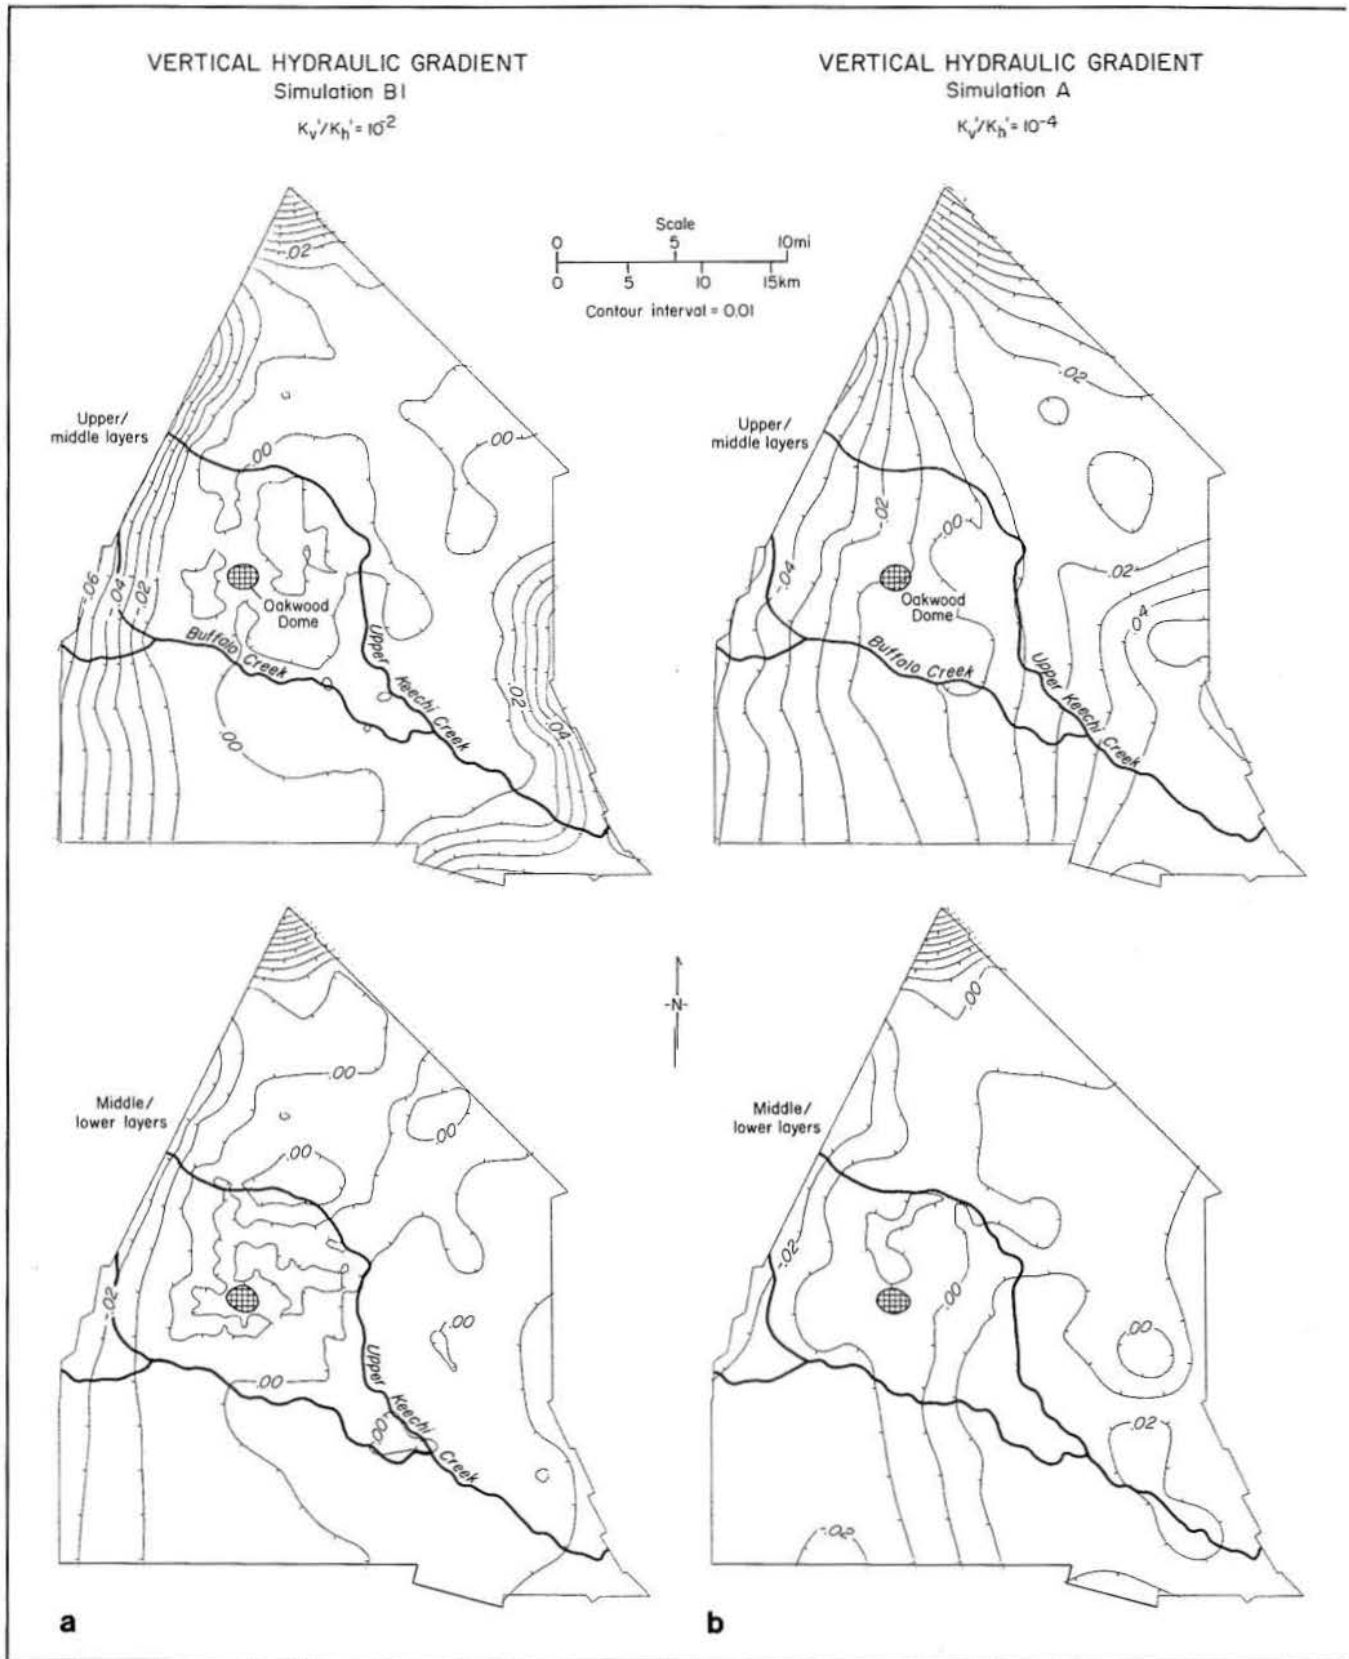 VERTICAL HYDRAULIC GRADIENT
Simulation B1
Kv'/Kh' = 10-2
VERTICAL HYDRAULIC GRADIENT
Simulation A
Kv'/Kh' = 10-4
Scale
0 5 10mi
0 5 10 15km
Contour interval = 0.01
Upper/
middle layers
-.02
.00
.00
-.06
-.04
-.02
Oakwood
Dome
Buffalo Creek
Upper Keechi Creek
.00
.02
.04
Upper/
middle layers
.02
-.02
.00
-.04
.02
.04
Oakwood
Dome
Buffalo Creek
Upper Keechi Creek
-N-
Middle/
lower layers
.00
.00
.00
-.02
.00
.00
.00
Upper Keechi Creek
Middle/
lower layers
.00
-.02
.00
.00
-.02
-.02
a
b